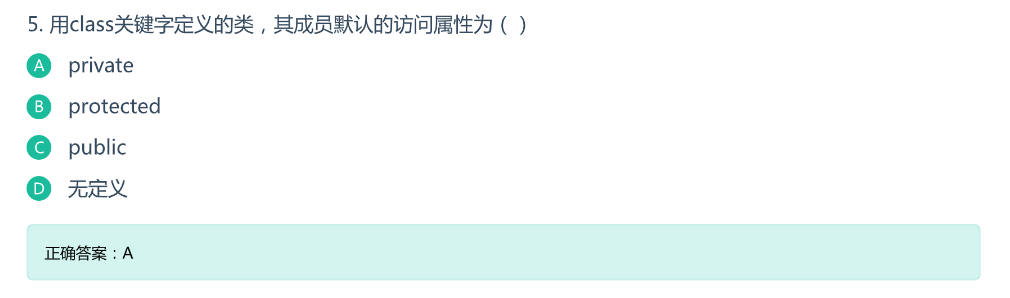 5. 用class关键字定义的类，其成员默认的访问属性为（ ）
A private
B protected
C public
D 无定义
正确答案：A